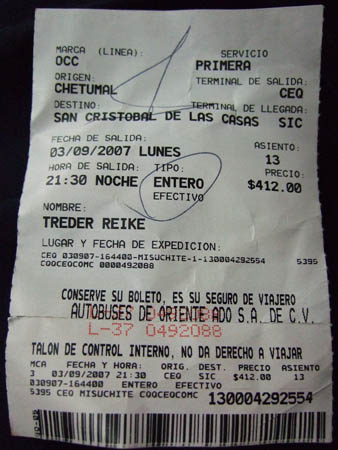 MARCA (LINEA): SERVICIO
OCC PRIMERA
ORIGEN: TERMINAL DE SALIDA:
CHETUMAL CEQ
DESTINO: TERMINAL DE LLEGADA:
SAN CRISTOBAL DE LAS CASAS SIC
FECHA DE SALIDA: ASIENTO:
03/09/2007 LUNES 13
HORA DE SALIDA: TIPO: PRECIO:
21:30 NOCHE ENTERO $412.00
EFECTIVO
NOMBRE:
TREDER REIKE
LUGAR Y FECHA DE EXPEDICION:
CEQ 030907-164400-MISUCHITE-1-130004292554 5395
CQQCEQCOMC 0000492088
CONSERVE SU BOLETO, ES SU SEGURO DE VIAJERO
AUTOBUSES DE ORIENTE ADO S.A. DE C.V.
L-37 0492088
TALON DE CONTROL INTERNO, NO DA DERECHO A VIAJAR
MCA FECHA Y HORA: ORIG. DEST. PRECIO ASIENTO
3 03/09/2007 21:30 CEQ SIC $412.00 13
030907-164400 ENTERO EFECTIVO
5395 CEQ MISUCHITE CQQCEQCOMC 130004292554